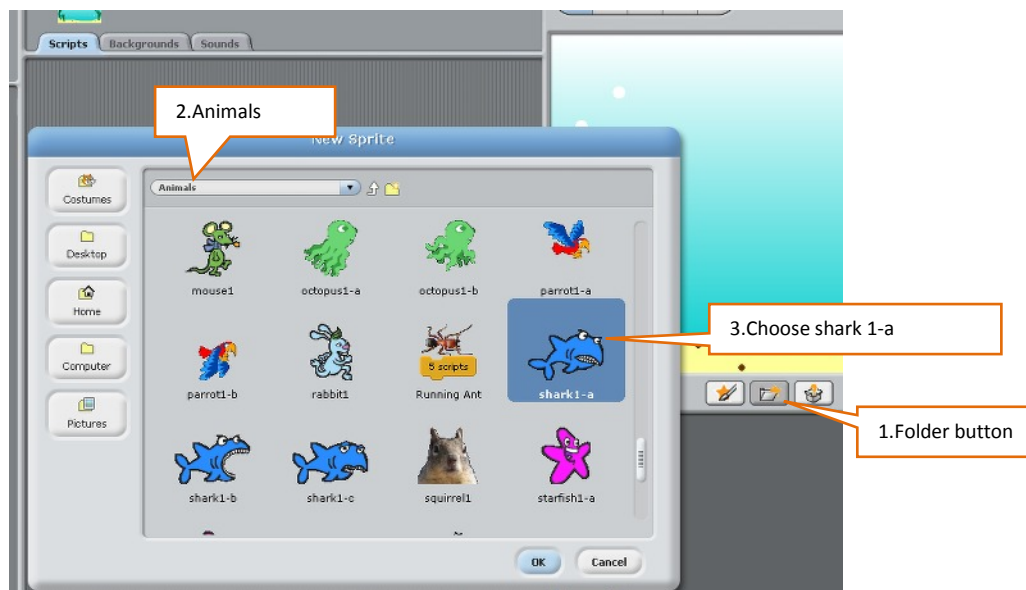 Scripts Backgrounds Sounds
2.Animals
New Sprite
Costumes
Animals
Desktop
mouse1 octopus1-a octopus1-b parrot1-a
Home
3.Choose shark 1-a
Computer
5 scripts
parrot1-b rabbit1 Running Ant shark1-a
Pictures
1.Folder button
shark1-b shark1-c squirrel1 starfish1-a
OK Cancel